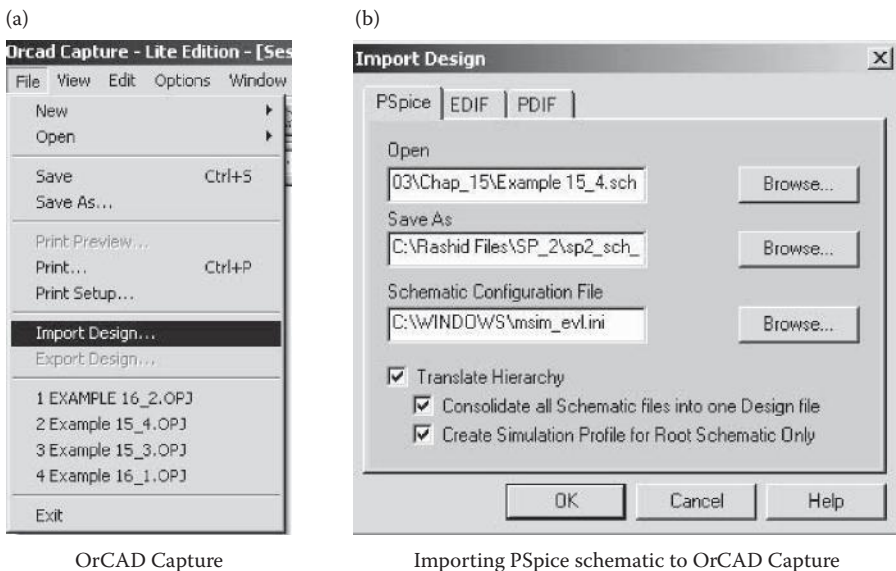 (a)
Orcad Capture - Lite Edition - [Ses
File View Edit Options Window
New
Open
Save Ctrl+S
Save As...
Print Preview...
Print... Ctrl+P
Print Setup...
Import Design...
Export Design...
1 EXAMPLE 16_2.OPJ
2 Example 15_4.OPJ
3 Example 15_3.OPJ
4 Example 16_1.OPJ
Exit
OrCAD Capture
(b)
Import Design
PSpice EDIF PDIF
Open
03\Chap_15\Example 15_4.sch Browse...
Save As
C:\Rashid Files\SP_2\sp2_sch_ Browse...
Schematic Configuration File
C:\WINDOWS\msim_evl.ini Browse...
Translate Hierarchy
Consolidate all Schematic files into one Design file
Create Simulation Profile for Root Schematic Only
OK Cancel Help
Importing PSpice schematic to OrCAD Capture